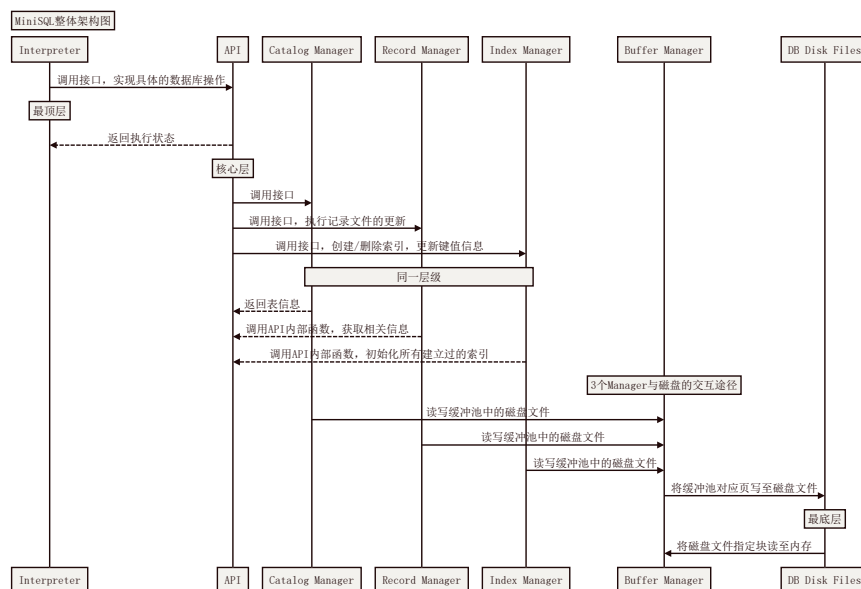 MiniSQL整体架构图
Interpreter
API
Catalog Manager
Record Manager
Index Manager
Buffer Manager
DB Disk Files
调用接口，实现具体的数据库操作
最顶层
返回执行状态
核心层
调用接口
调用接口，执行记录文件的更新
调用接口，创建/删除索引，更新键值信息
同一层级
返回表信息
调用API内部函数，获取相关信息
调用API内部函数，初始化所有建立过的索引
3个Manager与磁盘的交互途径
读写缓冲池中的磁盘文件
读写缓冲池中的磁盘文件
读写缓冲池中的磁盘文件
将缓冲池对应页写至磁盘文件
最底层
将磁盘文件指定块读至内存
Interpreter
API
Catalog Manager
Record Manager
Index Manager
Buffer Manager
DB Disk Files